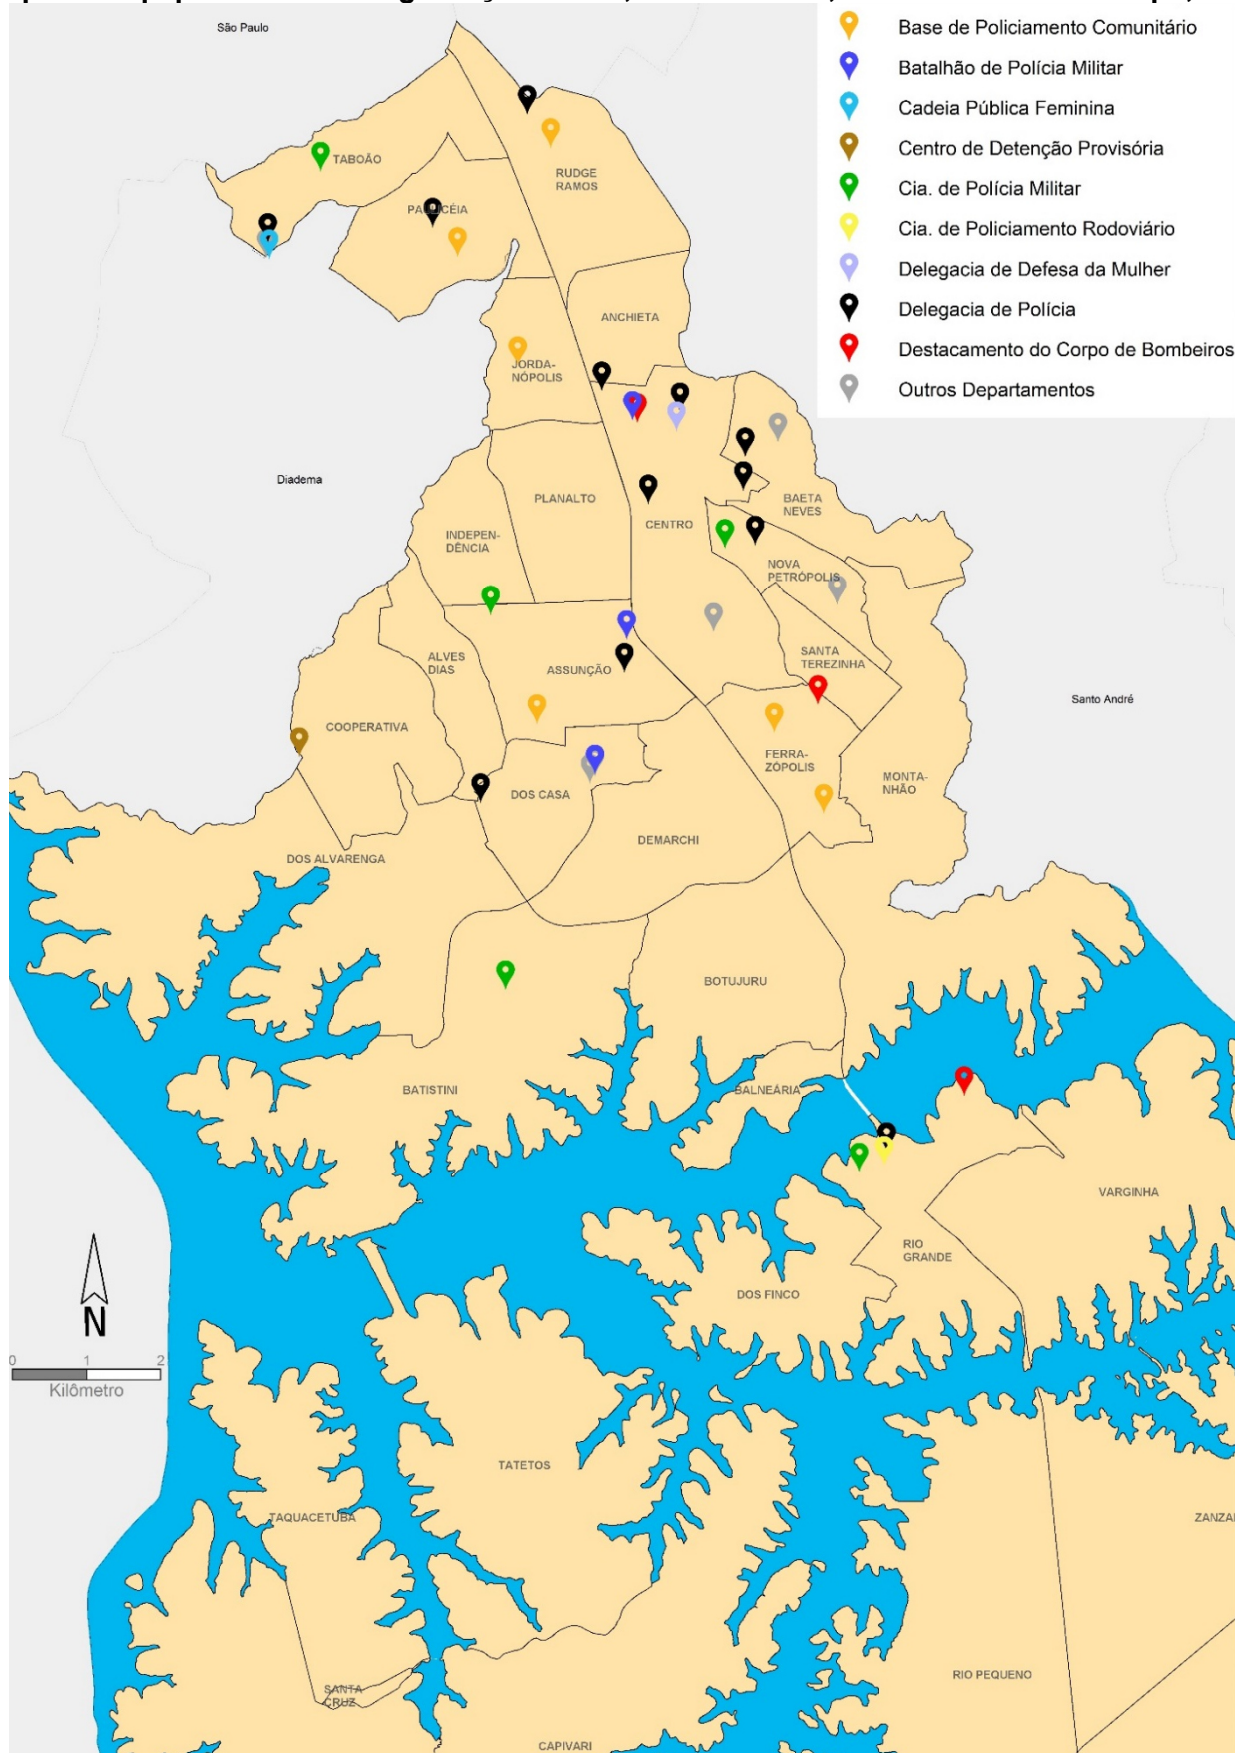 São Paulo
Base de Policiamento Comunitário
Batalhão de Polícia Militar
Cadeia Pública Feminina
Centro de Detenção Provisória
Cia. de Polícia Militar
Cia. de Policiamento Rodoviário
Delegacia de Defesa da Mulher
Delegacia de Polícia
Destacamento do Corpo de Bombeiros
Outros Departamentos
TABOÃO
RUDGE
RAMOS
PAULICÉIA
ANCHIETA
JORDA-
NÓPOLIS
Diadema
PLANALTO
BAETA
NEVES
CENTRO
INDEPEN-
DÊNCIA
NOVA
PETRÓPOLIS
ALVES
DIAS
ASSUNÇÃO
SANTA
TEREZINHA
Santo André
COOPERATIVA
FERRA-
ZÓPOLIS
MONTA-
NHÃO
DOS CASA
DEMARCHI
DOS ALVARENGA
BOTUJURU
BATISTINI
BALNEÁRIA
VARGINHA
RIO
GRANDE
DOS FINCO
N
0 1 2
Kilômetro
TATETOS
TAQUACETUBA
ZANZA
RIO PEQUENO
SANTA
CRUZ
CAPIVARI